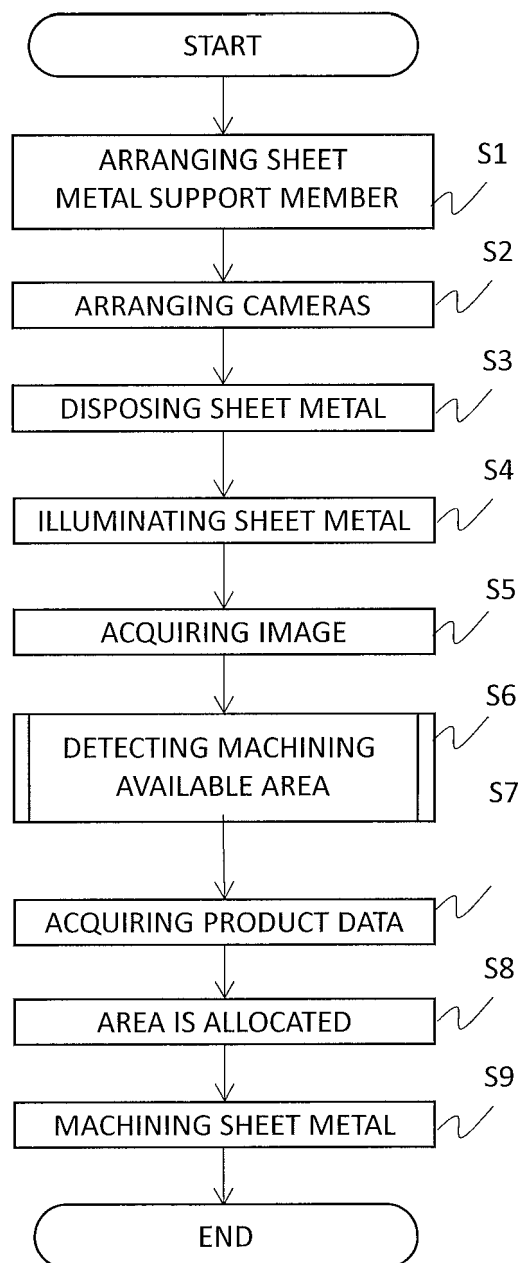 START
ARRANGING SHEET
METAL SUPPORT MEMBER
S1
S2
ARRANGING CAMERAS
S3
DISPOSING SHEET METAL
S4
ILLUMINATING SHEET METAL
S5
ACQUIRING IMAGE
S6
DETECTING MACHINING
AVAILABLE AREA
S7
ACQUIRING PRODUCT DATA
S8
AREA IS ALLOCATED
S9
MACHINING SHEET METAL
END